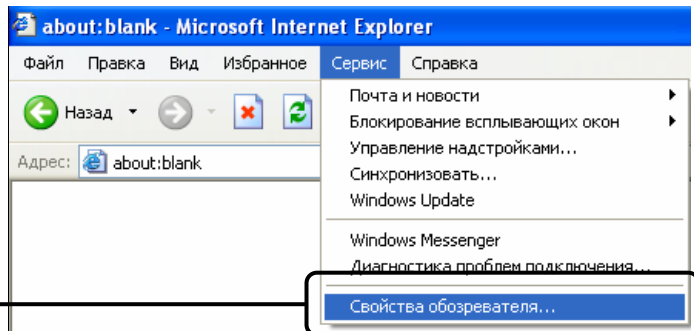 about:blank - Microsoft Internet Explorer
Файл Правка Вид Избранное Сервис Справка
Назад
Адрес: about:blank
Почта и новости
Блокирование всплывающих окон
Управление надстройками...
Синхронизовать...
Windows Update
Windows Messenger
Диагностика проблем подключения...
Свойства обозревателя...